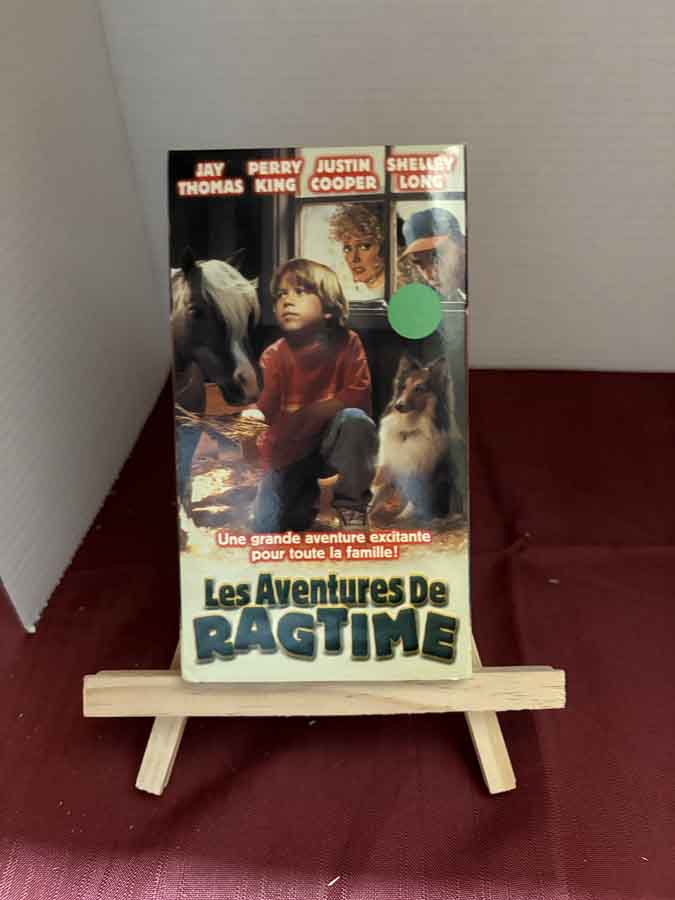 JAY PERRY JUSTIN SHELLEY
THOMAS KING COOPER LONG
Une grande aventure excitante
pour toute la famille!
Les Aventures De
RAGTIME